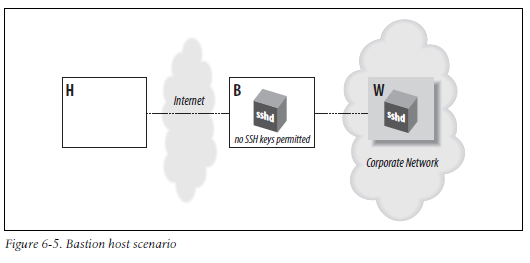 H
Internet
B
sshd
no SSH keys permitted
W
sshd
Corporate Network
Figure 6-5. Bastion host scenario